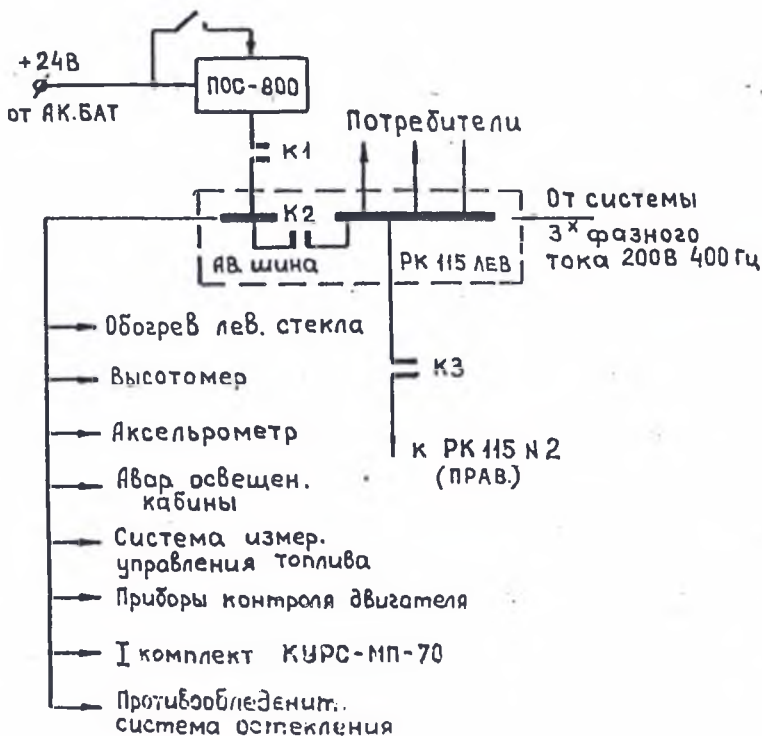 +24В
от АК.БАТ
ПОС-800
К1
Потребители
К2
АВ. шина
РК 115 ЛЕВ
От системы
3х фазного
тока 200В 400Гц
Обогрев лев. стекла
Высотомер
Аксельрометр
Авар. освещен.
кабины
Система измер.
управления топлива
Приборы контроля двигателя
I комплект КУРС-МП-70
Противообледенит.
система остекления
К3
к РК 115 N2
(ПРАВ.)